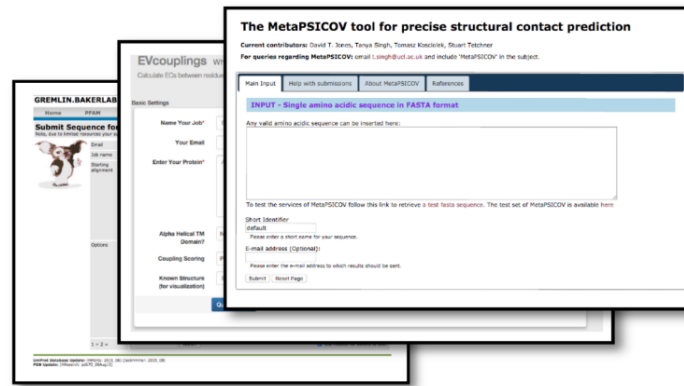 The MetaPSICOV tool for precise structural contact prediction
Current contributors: David T. Jones, Tanya Singh, Tomasz Kosciolek, Stuart Tetchner
For queries regarding MetaPSICOV: email t.singh@ucl.ac.uk and include 'MetaPSICOV' in the subject.
Main Input Help with submissions About MetaPSICOV References
INPUT - Single amino acidic sequence in FASTA format
Any valid amino acidic sequence can be inserted here:
To test the services of MetaPSICOV follow this link to retrieve a test fasta sequence. The test set of MetaPSICOV is available here
Short Identifier
default
Please enter a short name for your sequence.
E-mail address (Optional):
Please enter the e-mail address to which results should be sent.
Submit Reset Page
EVcouplings
Calculate ECs between
Basic Settings
Name Your Job*
Your Email
Enter Your Protein*
Alpha Helical TM
Domain?
Coupling Scoring
Known Structure
(for visualization)
GREMLIN.BAKERLAB
Home PFAM
Submit Sequence for
Email
Job name
Starting
alignment
Options
1 - 2 +
UniProt Database Update:
PDB Update: